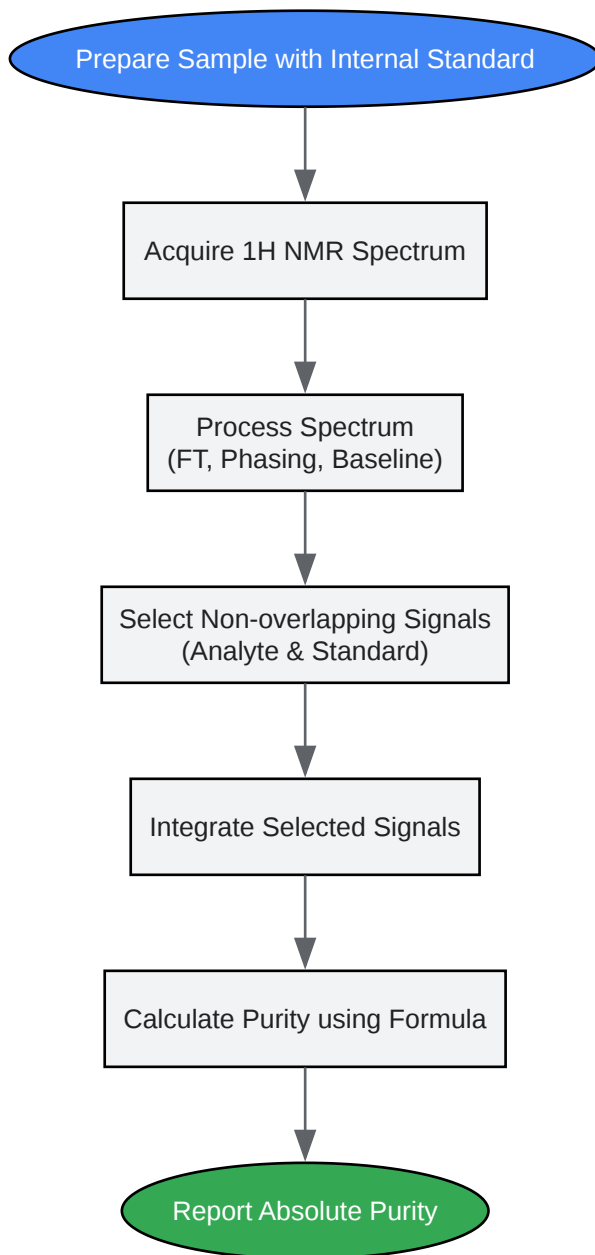 Prepare Sample with Internal Standard
Acquire 1H NMR Spectrum
Process Spectrum
(FT, Phasing, Baseline)
Select Non-overlapping Signals
(Analyte & Standard)
Integrate Selected Signals
Calculate Purity using Formula
Report Absolute Purity